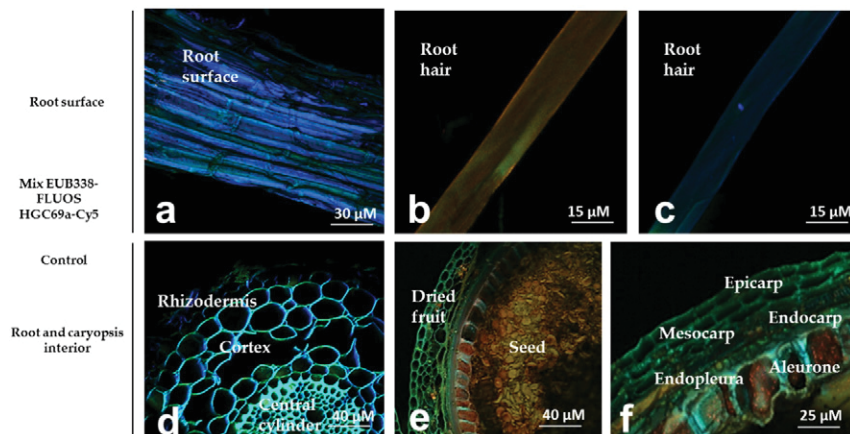 Root surface
Mix EUB338-
FLUOS
HGC69a-Cy5
Control
Root and caryopsis
interior
Root
surface
a
30 µM
Root
hair
b
15 µM
Root
hair
c
15 µM
Rhizodermis
Cortex
Central
cylinder
d
40 µM
Dried
fruit
Seed
e
40 µM
Epicarp
Mesocarp
Endocarp
Endopleura
Aleurone
f
25 µM